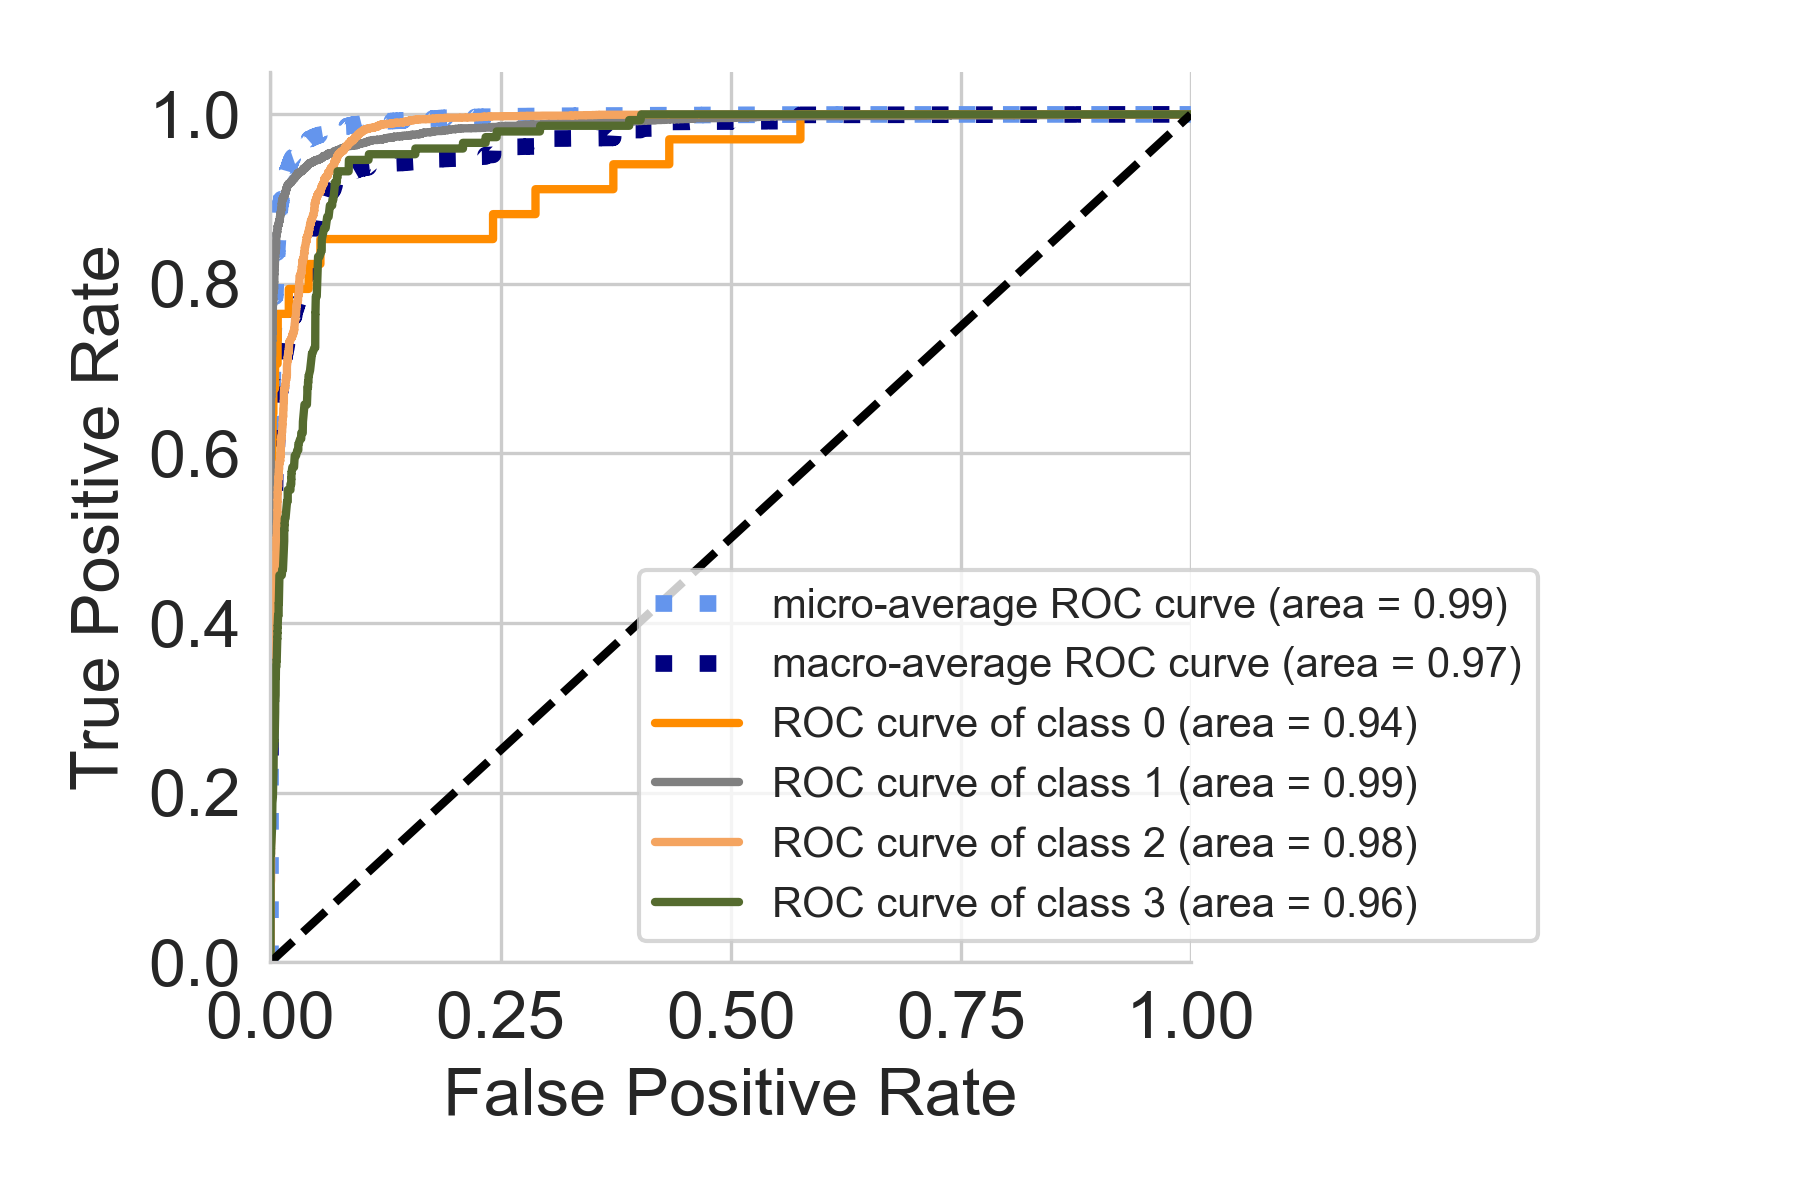 1.0
0.8
0.6
0.4
0.2
0.0
True Positive Rate
0.00 0.25 0.50 0.75 1.00
False Positive Rate
micro-average ROC curve (area = 0.99)
macro-average ROC curve (area = 0.97)
ROC curve of class 0 (area = 0.94)
ROC curve of class 1 (area = 0.99)
ROC curve of class 2 (area = 0.98)
ROC curve of class 3 (area = 0.96)